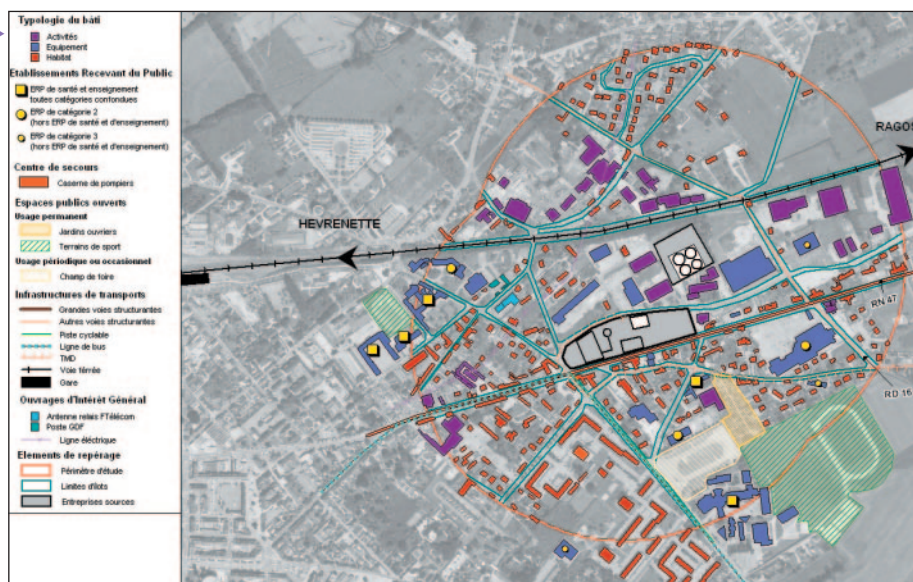 Typologie du bâti
Activités
Equipement
Habitat
Etablissements Recevant du Public
ERP de santé et enseignement
toutes catégories confondues
ERP de catégorie 2
(hors ERP de santé et d'enseignement)
ERP de catégorie 3
(hors ERP de santé et d'enseignement)
Centre de secours
Caserne de pompiers
Espaces publics ouverts
Usage permanent
Jardins ouvriers
Terrains de sport
Usage périodique ou occasionnel
Champ de foire
Infrastructures de transports
Grandes voies structurantes
Autres voies structurantes
Piste cyclable
Ligne de bus
TMD
Voie férrée
Gare
Ouvrages d'Intérêt Général
Antenne relais FTélécom
Poste GDF
Ligne électrique
Elements de repérage
Périmètre d'étude
Limites d'îlots
Entreprises sources
HEVRENETTE
RN 47
RD 16